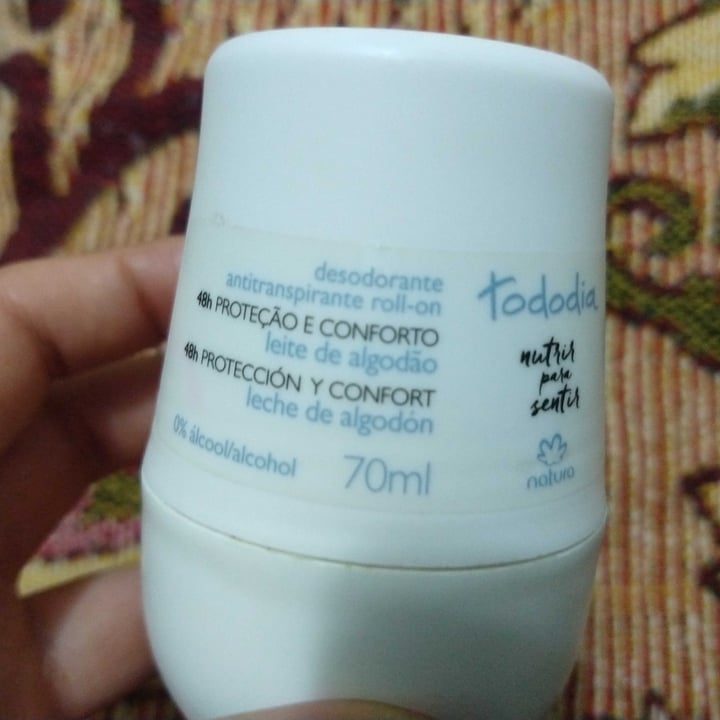 desodorante
antitranspirante roll-on
48h PROTEÇÃO E CONFORTO
leite de algodão
48h PROTECCIÓN Y CONFORT
leche de algodón
0% álcool/alcohol
70ml
tododia
nutrir
para
sentir
natura